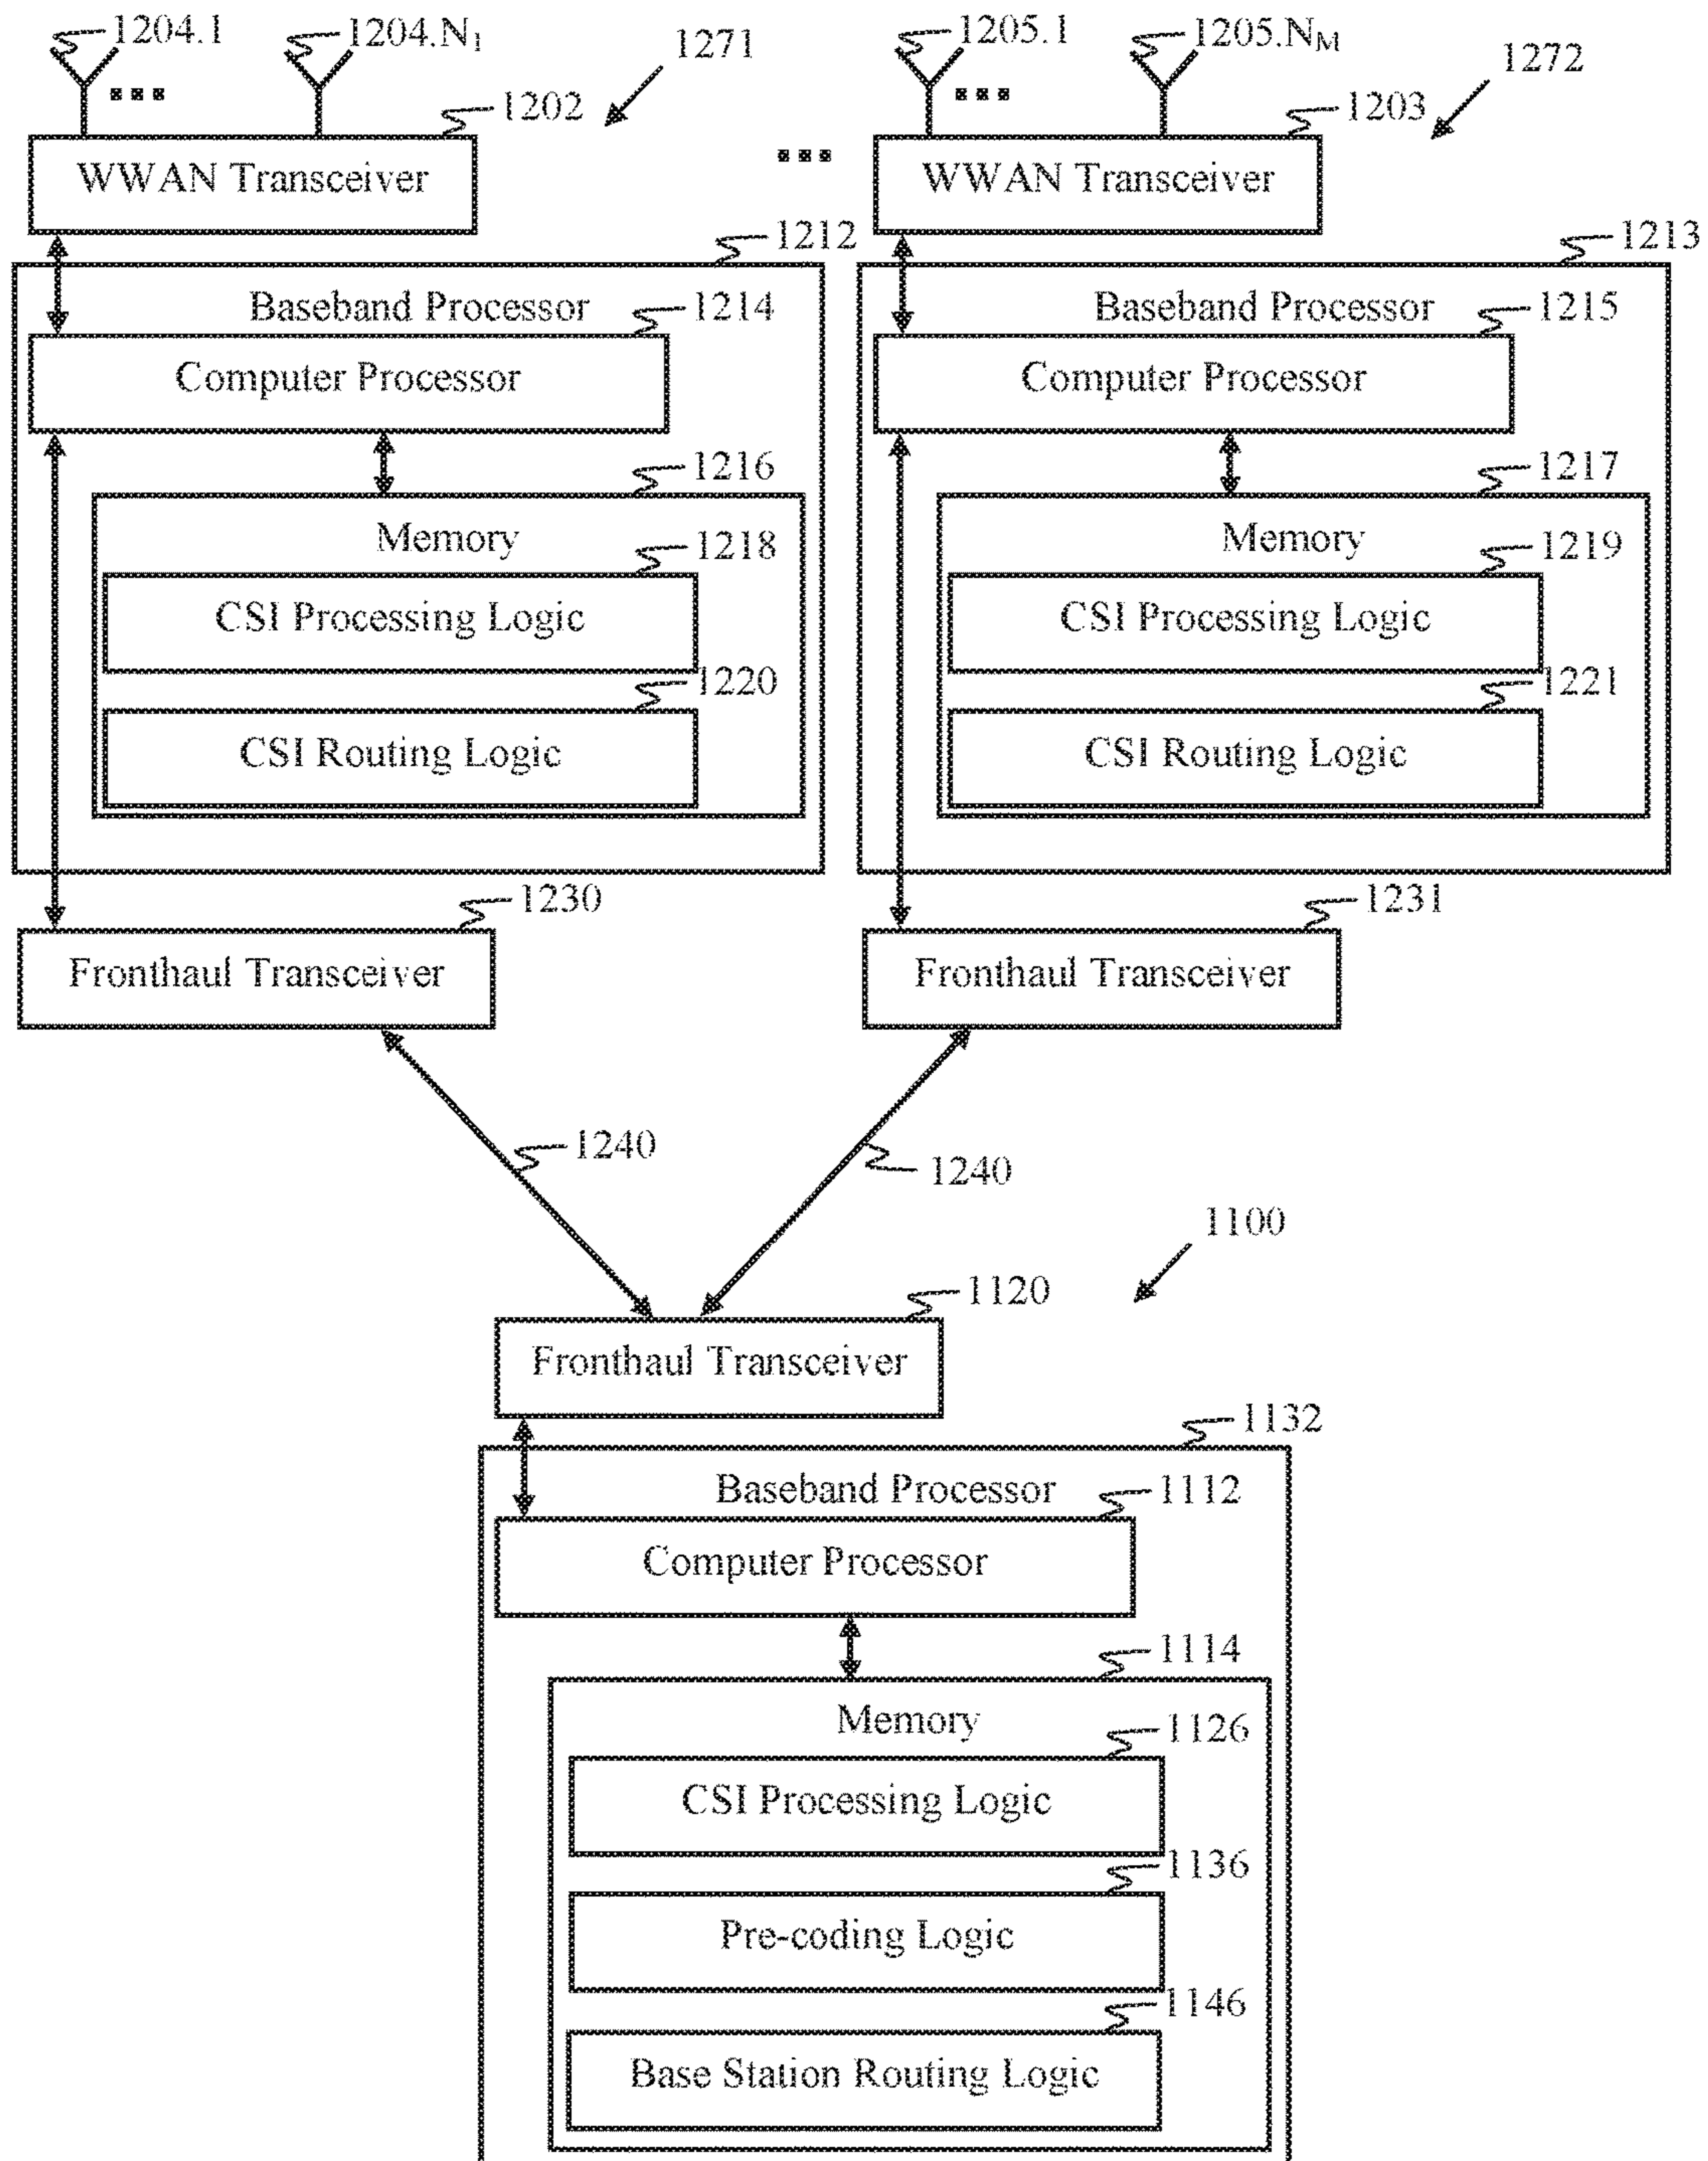 1204.1
1204.N1
1271
1205.1
1205.NM
1272
1202
1203
WWAN Transceiver
WWAN Transceiver
1212
1213
Baseband Processor
1214
Baseband Processor
1215
Computer Processor
Computer Processor
1216
1217
Memory
1218
Memory
1219
CSI Processing Logic
CSI Processing Logic
1220
1221
CSI Routing Logic
CSI Routing Logic
1230
1231
Fronthaul Transceiver
Fronthaul Transceiver
1240
1240
1100
1120
Fronthaul Transceiver
1132
Baseband Processor
1112
Computer Processor
1114
Memory
1126
CSI Processing Logic
1136
Pre-coding Logic
1146
Base Station Routing Logic